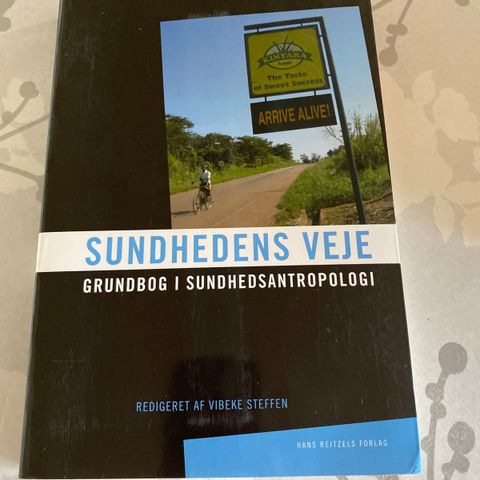 KINYARA
Sugar
The Taste
of Sweet Success
ARRIVE ALIVE!
SUNDHEDENS VEJE
GRUNDBOG I SUNDHEDSANTROPOLOGI
REDIGERET AF VIBEKE STEFFEN
HANS REITZELS FORLAG